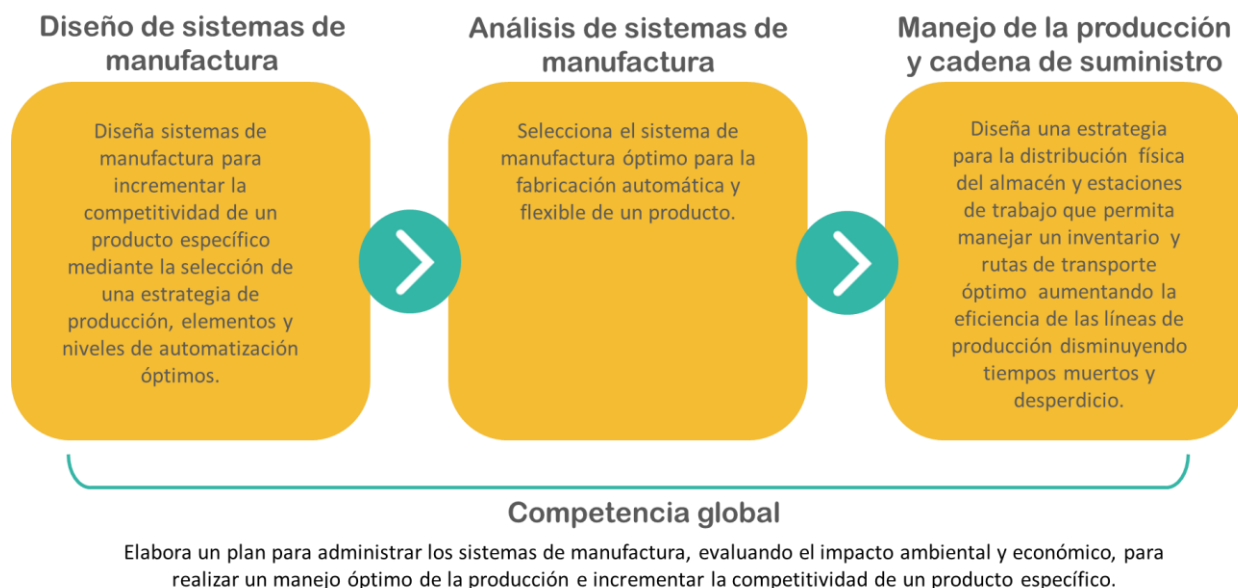 Diseño de sistemas de
manufactura
Diseña sistemas de
manufactura para
incrementar la
competitividad de un
producto específico
mediante la selección de
una estrategia de
producción, elementos y
niveles de automatización
óptimos.
Análisis de sistemas de
manufactura
Selecciona el sistema de
manufactura óptimo para la
fabricación automática y
flexible de un producto.
Manejo de la producción
y cadena de suministro
Diseña una estrategia
para la distribución física
del almacén y estaciones
de trabajo que permita
manejar un inventario y
rutas de transporte
óptimo aumentando la
eficiencia de las líneas de
producción disminuyendo
tiempos muertos y
desperdicio.
Competencia global
Elabora un plan para administrar los sistemas de manufactura, evaluando el impacto ambiental y económico, para
realizar un manejo óptimo de la producción e incrementar la competitividad de un producto específico.